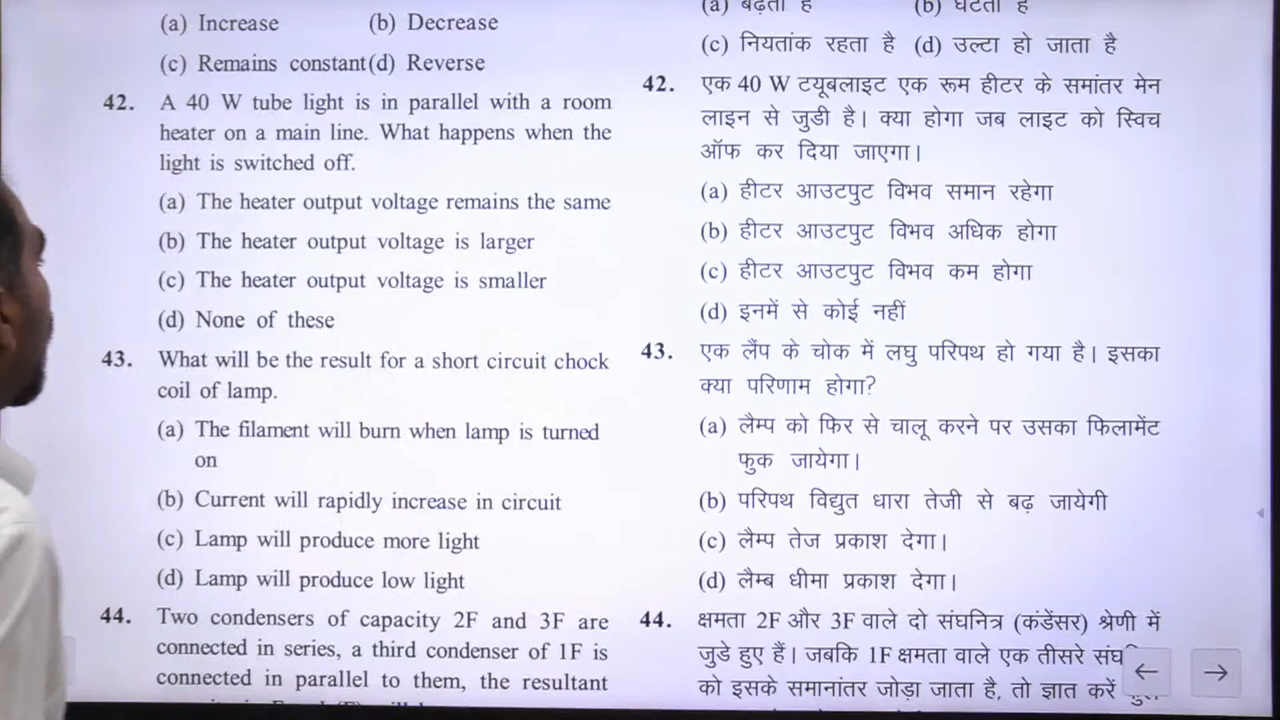 (a) Increase (b) Decrease
(c) Remains constant(d) Reverse
42. A 40 W tube light is in parallel with a room
heater on a main line. What happens when the
light is switched off.
(a) The heater output voltage remains the same
(b) The heater output voltage is larger
(c) The heater output voltage is smaller
(d) None of these
43. What will be the result for a short circuit chock
coil of lamp.
(a) The filament will burn when lamp is turned
on
(b) Current will rapidly increase in circuit
(c) Lamp will produce more light
(d) Lamp will produce low light
44. Two condensers of capacity 2F and 3F are
connected in series, a third condenser of 1F is
connected in parallel to them, the resultant
(a) बढ़ता है (b) घटता है
(c) नियतांक रहता है (d) उल्टा हो जाता है
42. एक 40 W टयूबलाइट एक रूम हीटर के समांतर मेन
लाइन से जुडी है। क्या होगा जब लाइट को स्विच
ऑफ कर दिया जाएगा।
(a) हीटर आउटपुट विभव समान रहेगा
(b) हीटर आउटपुट विभव अधिक होगा
(c) हीटर आउटपुट विभव कम होगा
(d) इनमें से कोई नहीं
43. एक लैंप के चोक में लघु परिपथ हो गया है। इसका
क्या परिणाम होगा?
(a) लैम्प को फिर से चालू करने पर उसका फिलामेंट
फुक जायेगा।
(b) परिपथ विद्युत धारा तेजी से बढ़ जायेगी
(c) लैम्प तेज प्रकाश देगा।
(d) लैम्ब धीमा प्रकाश देगा।
44. क्षमता 2F और 3F वाले दो संघनित्र (कंडेंसर) श्रेणी में
जुडे हुए हैं। जबकि 1F क्षमता वाले एक तीसरे
को इसके समानांतर जोड़ा जाता है, तो ज्ञात करें